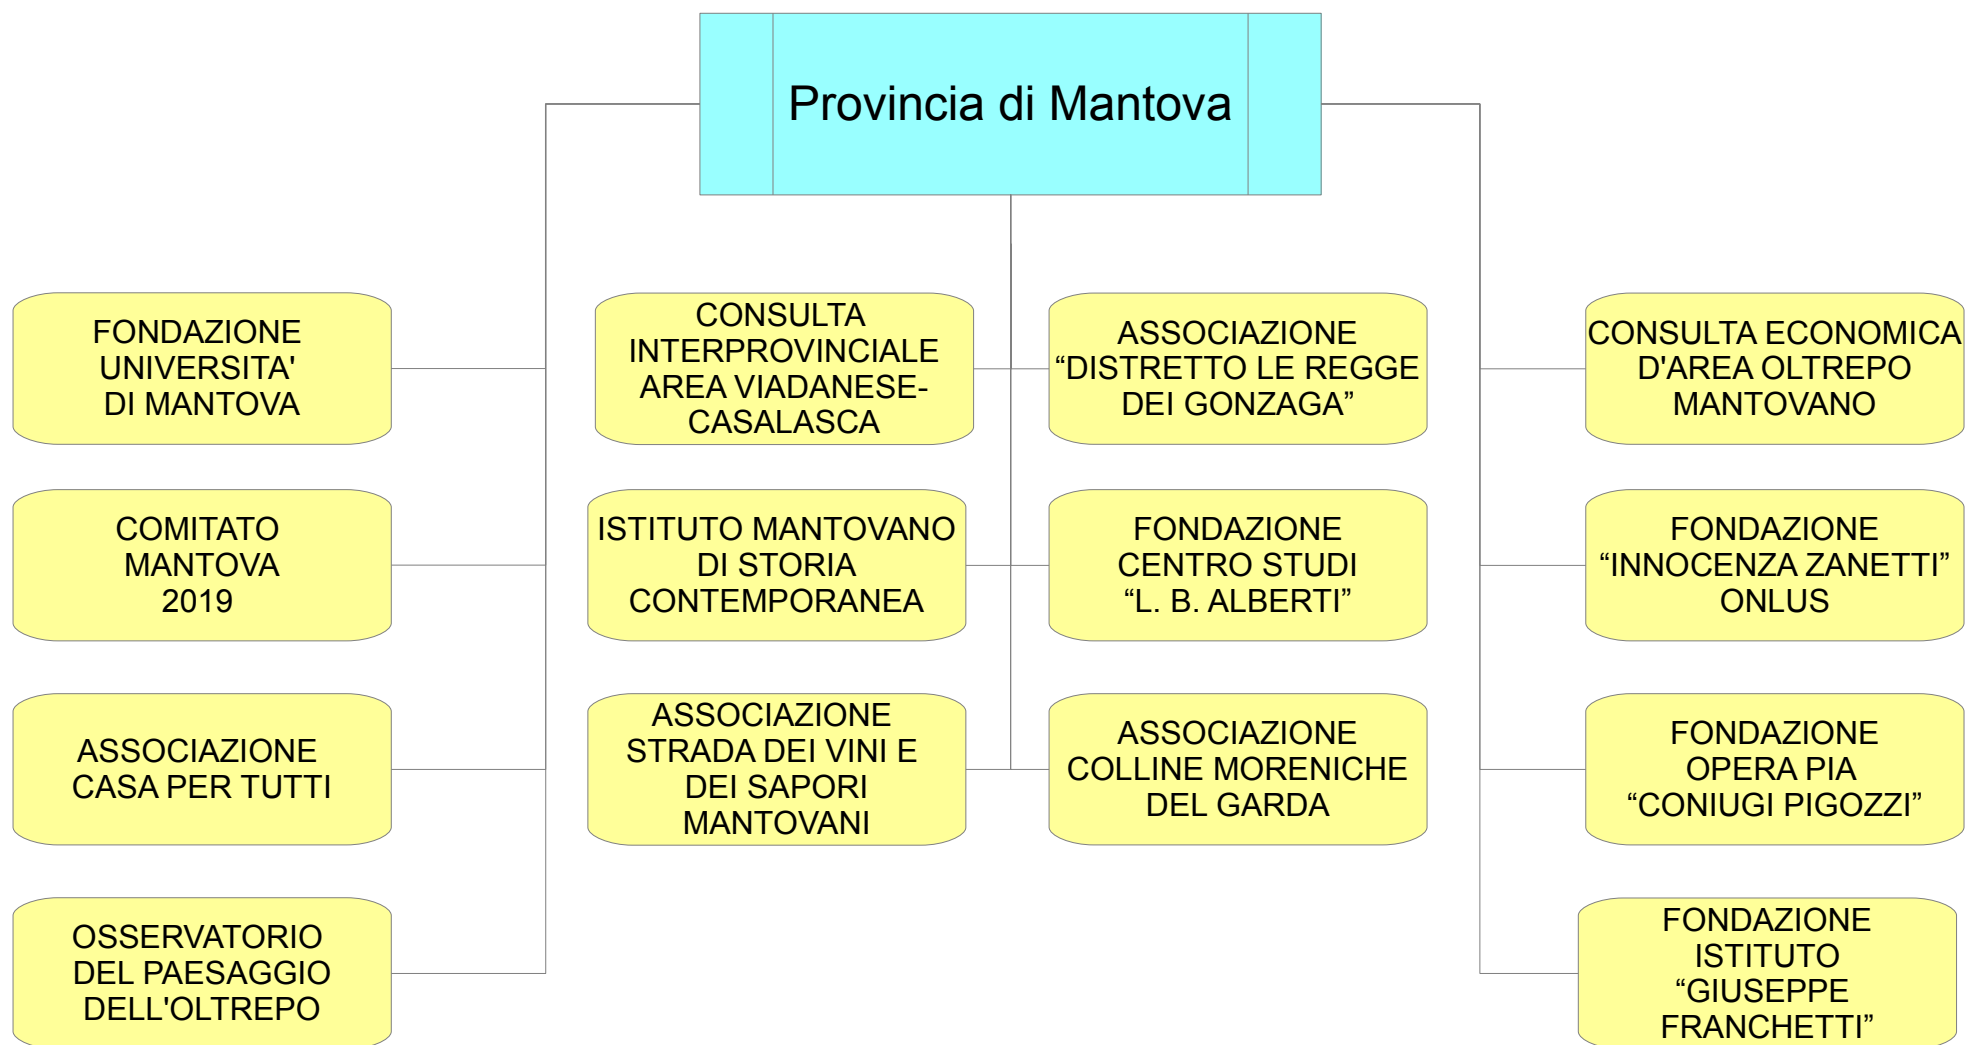 Provincia di Mantova
FONDAZIONE
UNIVERSITA'
DI MANTOVA
CONSULTA
INTERPROVINCIALE
AREA VIADANESE-
CASALASCA
ASSOCIAZIONE
“DISTRETTO LE REGGE
DEI GONZAGA”
CONSULTA ECONOMICA
D'AREA OLTREPO
MANTOVANO
COMITATO
MANTOVA
2019
ISTITUTO MANTOVANO
DI STORIA
CONTEMPORANEA
FONDAZIONE
CENTRO STUDI
“L. B. ALBERTI”
FONDAZIONE
“INNOCENZA ZANETTI”
ONLUS
ASSOCIAZIONE
CASA PER TUTTI
ASSOCIAZIONE
STRADA DEI VINI E
DEI SAPORI
MANTOVANI
ASSOCIAZIONE
COLLINE MORENICHE
DEL GARDA
FONDAZIONE
OPERA PIA
“CONIUGI PIGOZZI”
OSSERVATORIO
DEL PAESAGGIO
DELL'OLTREPO
FONDAZIONE
ISTITUTO
“GIUSEPPE
FRANCHETTI”